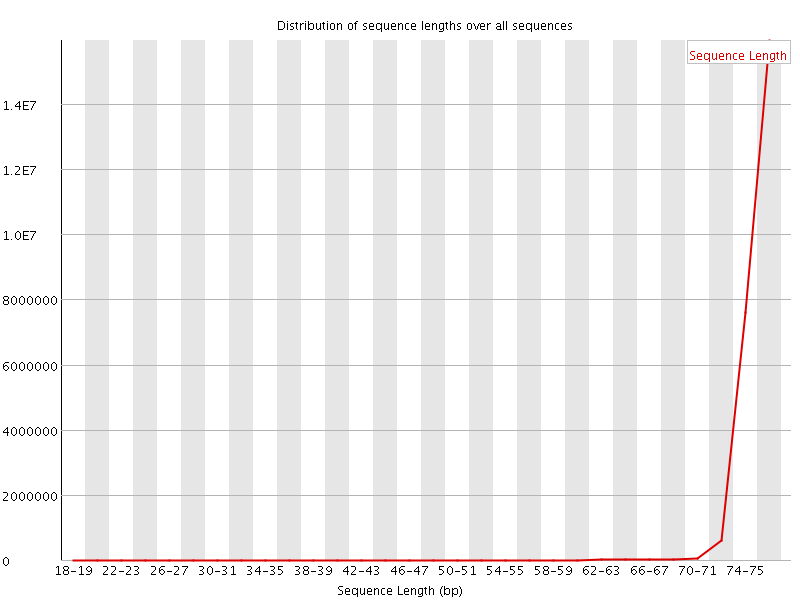 Distribution of sequence lengths over all sequences
Sequence Length
1.4E7
1.2E7
1.0E7
8000000
6000000
4000000
2000000
0
18-19 22-23 26-27 30-31 34-35 38-39 42-43 46-47 50-51 54-55 58-59 62-63 66-67 70-71 74-75
Sequence Length (bp)